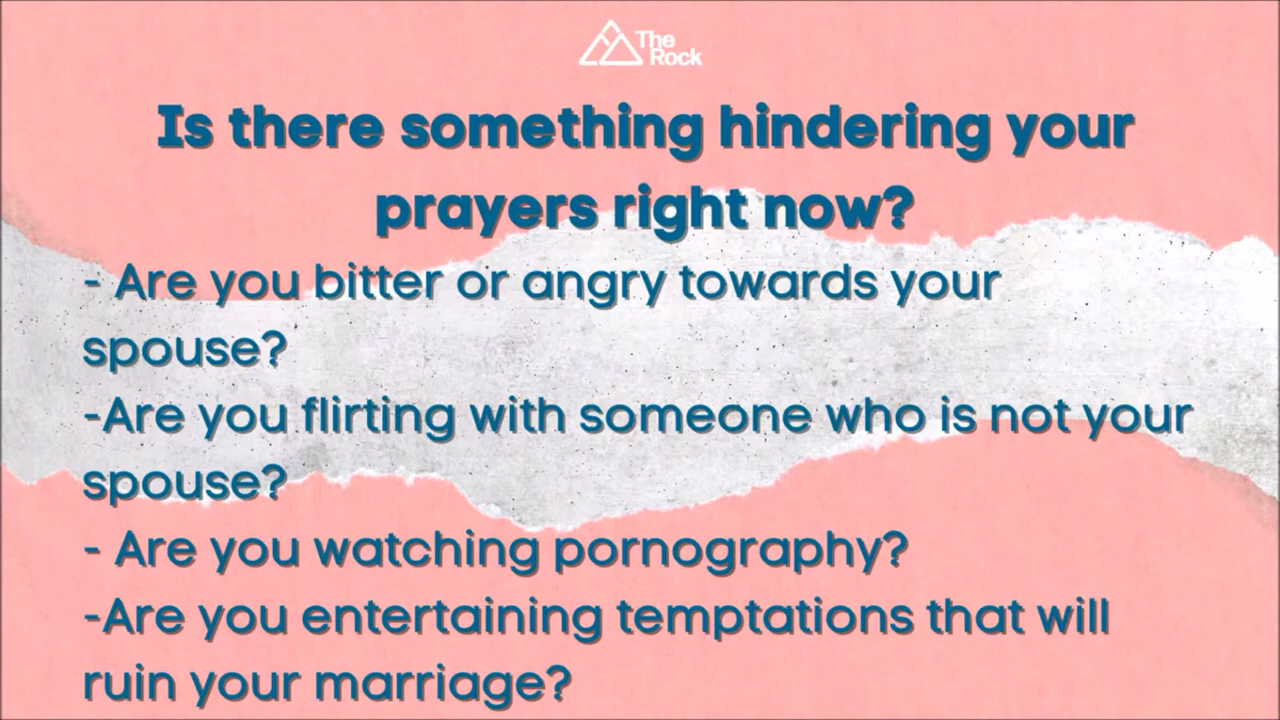 The
Rock
Is there something hindering your
prayers right now?
- Are you bitter or angry towards your
spouse?
-Are you flirting with someone who is not your
spouse?
- Are you watching pornography?
-Are you entertaining temptations that will
ruin your marriage?